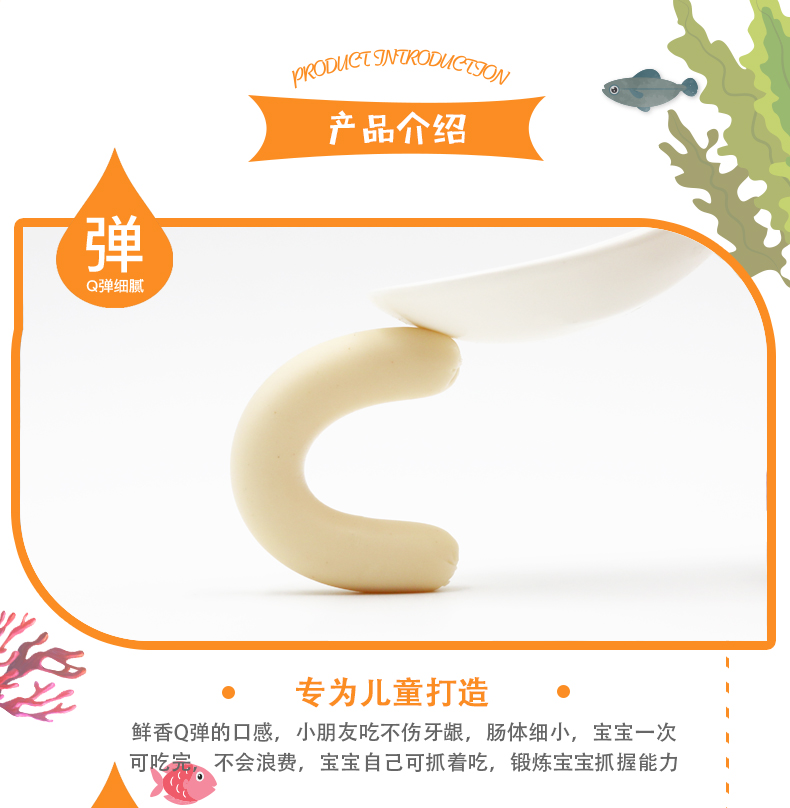 PRODUCT INTRODUCTION
产品介绍
弹
Q弹细腻
专为儿童打造
鲜香Q弹的口感，小朋友吃不伤牙龈，肠体细小，宝宝一次
可吃完，不会浪费，宝宝自己可抓着吃，锻炼宝宝抓握能力